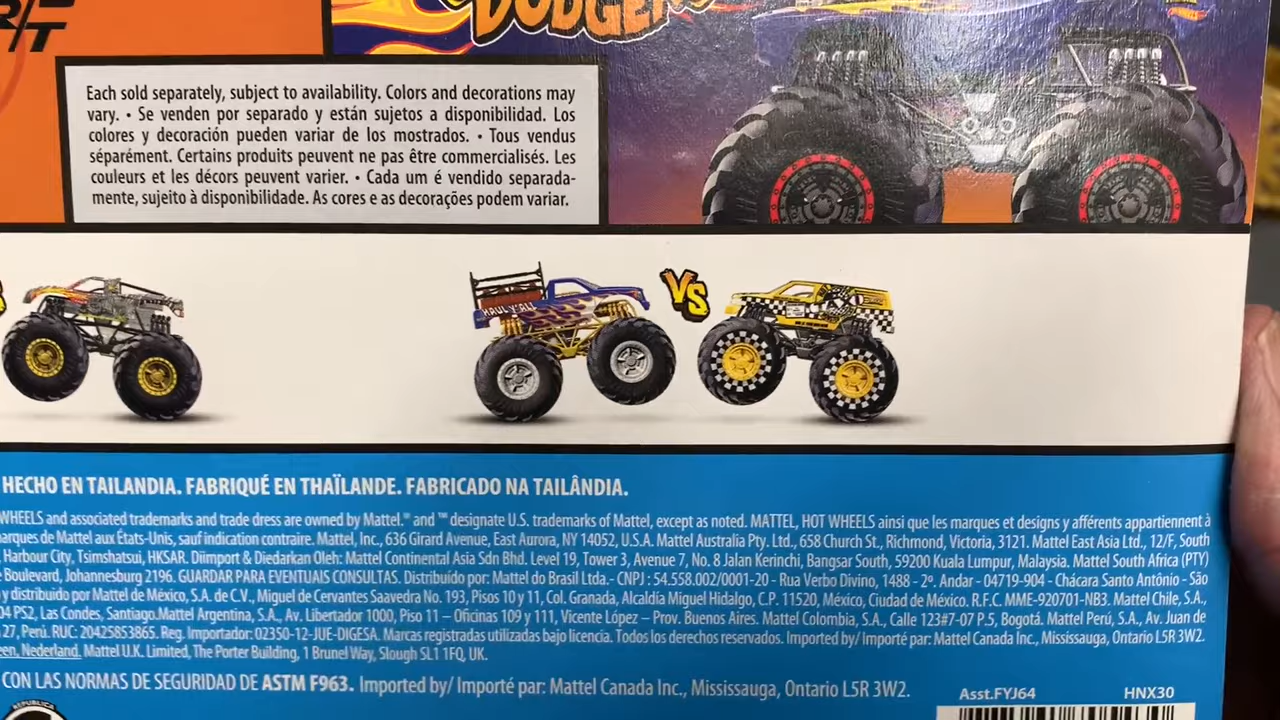 R/T
DODGER
Each sold separately, subject to availability. Colors and decorations may
vary. • Se venden por separado y están sujetos a disponibilidad. Los
colores y decoración pueden variar de los mostrados. • Tous vendus
séparément. Certains produits peuvent ne pas être commercialisés. Les
couleurs et les décors peuvent varier. • Cada um é vendido separada-
mente, sujeito à disponibilidade. As cores e as decorações podem variar.
HAUL Y'ALL
VS
HECHO EN TAILANDIA. FABRIQUÉ EN THAÏLANDE. FABRICADO NA TAILÂNDIA.
WHEELS and associated trademarks and trade dress are owned by Mattel.® and ™ designate U.S. trademarks of Mattel, except as noted. MATTEL, HOT WHEELS ainsi que les marques et designs y afférents appartiennent à
marques de Mattel aux États-Unis, sauf indication contraire. Mattel, Inc., 636 Girard Avenue, East Aurora, NY 14052, U.S.A. Mattel Australia Pty. Ltd., 658 Church St., Richmond, Victoria, 3121. Mattel East Asia Ltd., 12/F, South
Harbour City, Tsimshatsui, HKSAR. Diimport & Diedarkan Oleh: Mattel Continental Asia Sdn Bhd. Level 19, Tower 3, Avenue 7, No. 8 Jalan Kerinchi, Bangsar South, 59200 Kuala Lumpur, Malaysia. Mattel South Africa (PTY)
Boulevard, Johannesburg 2196. GUARDAR PARA EVENTUAIS CONSULTAS. Distribuído por: Mattel do Brasil Ltda.- CNPJ : 54.558.002/0001-20 - Rua Verbo Divino, 1488 - 2º. Andar - 04719-904 - Chácara Santo Antônio - São
y distribuido por Mattel de México, S.A. de C.V., Miguel de Cervantes Saavedra No. 193, Pisos 10 y 11, Col. Granada, Alcaldía Miguel Hidalgo, C.P. 11520, México, Ciudad de México. R.F.C. MME-920701-NB3. Mattel Chile, S.A.,
04 PS2, Las Condes, Santiago.Mattel Argentina, S.A., Av. Libertador 1000, Piso 11 – Oficinas 109 y 111, Vicente López – Prov. Buenos Aires. Mattel Colombia, S.A., Calle 123#7-07 P.5, Bogotá. Mattel Perú, S.A., Av. Juan de
27, Perú. RUC: 20425853865. Reg. Importador: 02350-12-JUE-DIGESA. Marcas registradas utilizadas bajo licencia. Todos los derechos reservados. Imported by/ Importé par: Mattel Canada Inc., Mississauga, Ontario L5R 3W2.
Nederland. Mattel U.K. Limited, The Porter Building, 1 Brunel Way, Slough SL1 1FQ, UK.
CON LAS NORMAS DE SEGURIDAD DE ASTM F963. Imported by/ Importé par: Mattel Canada Inc., Mississauga, Ontario L5R 3W2.
Asst.FYJ64 HNX30
REPUBLICA